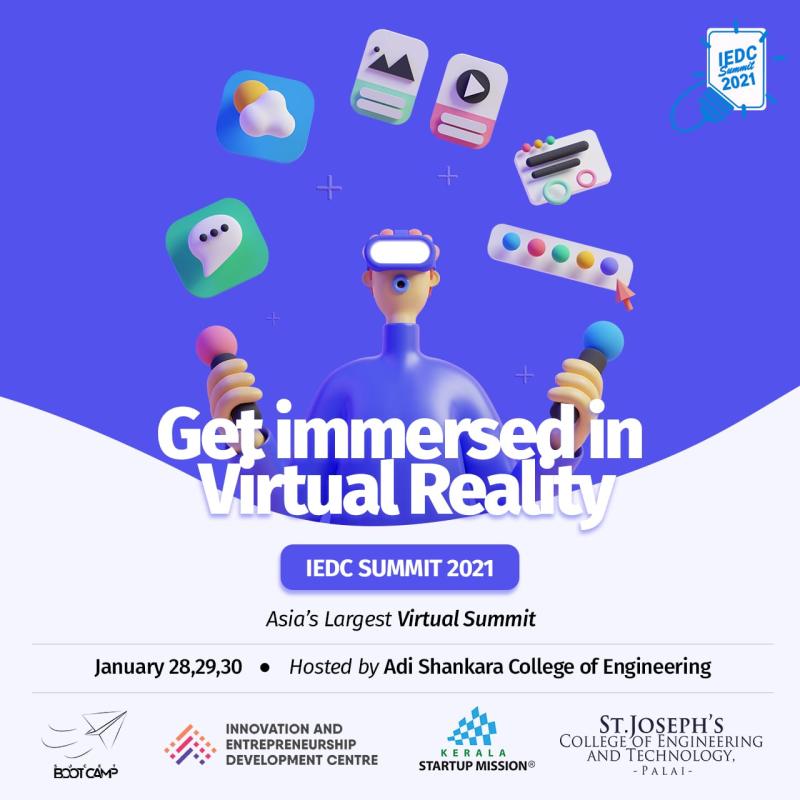 IEDC
Summit
2021
Get immersed in
Virtual Reality
IEDC SUMMIT 2021
Asia's Largest Virtual Summit
January 28,29,30 ● Hosted by Adi Shankara College of Engineering
BOOTCAMP
INNOVATION AND
ENTREPRENEURSHIP
DEVELOPMENT CENTRE
KERALA
STARTUP MISSION®
ST.JOSEPH'S
COLLEGE OF ENGINEERING
AND TECHNOLOGY,
-PALAI-